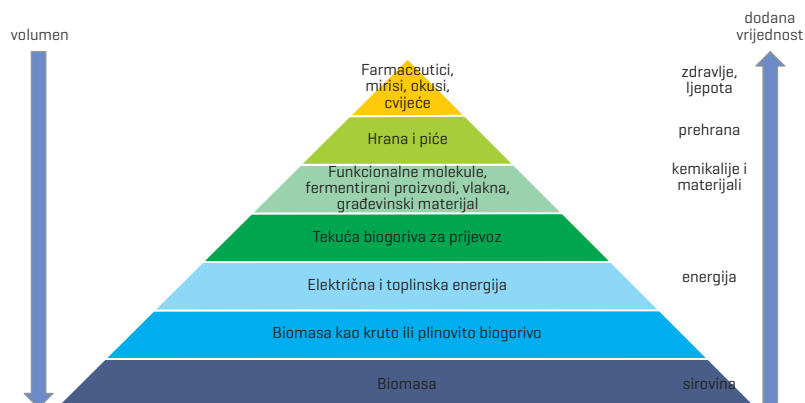 volumen
dodana
vrijednost
Farmaceutici,
mirisi, okusi,
cvijeće
zdravlje,
ljepota
Hrana i piće
prehrana
Funkcionalne molekule,
fermentirani proizvodi, vlakna,
građevinski materijal
kemikalije i
materijali
Tekuća biogoriva za prijevoz
Električna i toplinska energija
energija
Biomasa kao kruto ili plinovito biogorivo
Biomasa
sirovina